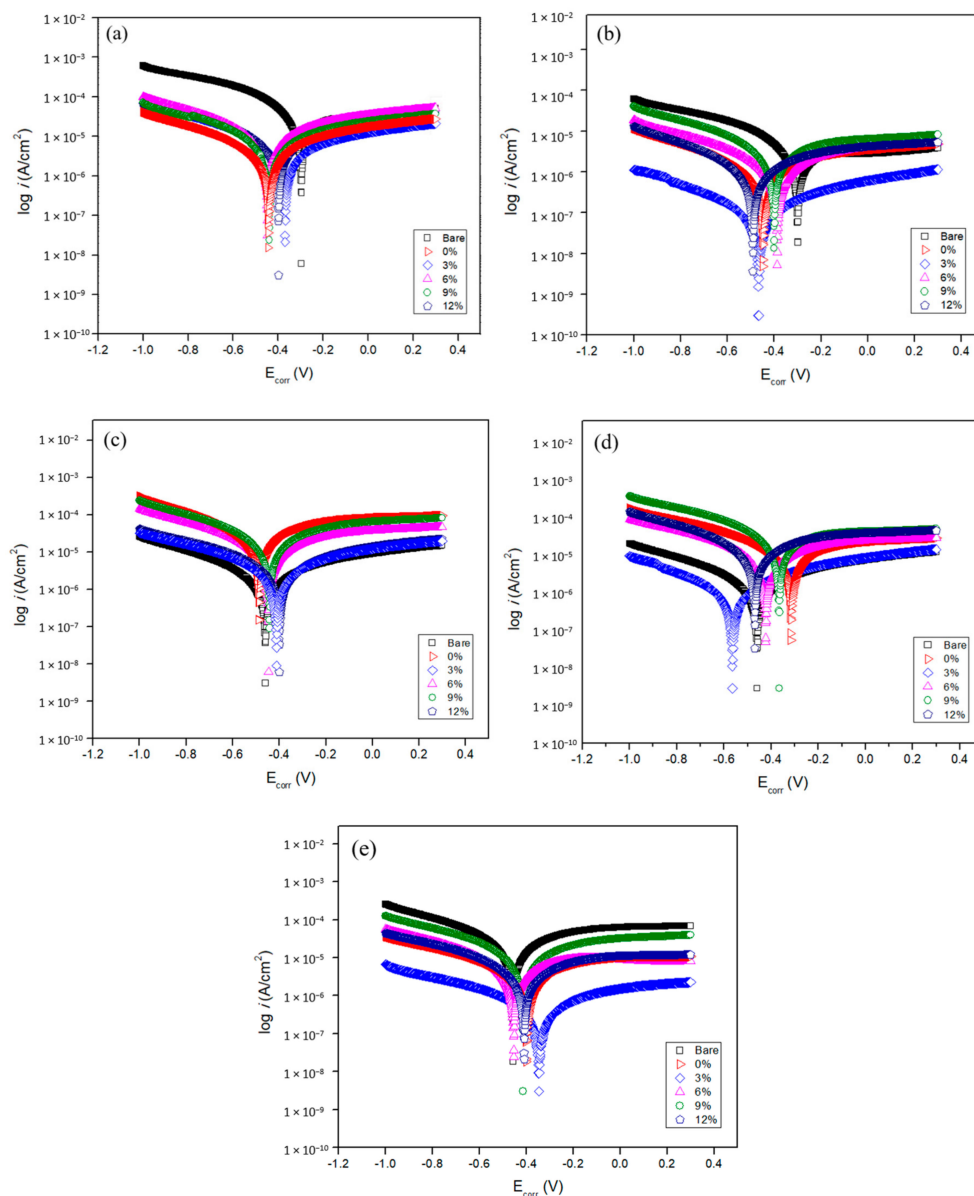 (a)
log i (A/cm²)
1 × 10⁻²
1 × 10⁻³
1 × 10⁻⁴
1 × 10⁻⁵
1 × 10⁻⁶
1 × 10⁻⁷
1 × 10⁻⁸
1 × 10⁻⁹
1 × 10⁻¹⁰
Bare
0%
3%
6%
9%
12%
-1.2 -1.0 -0.8 -0.6 -0.4 -0.2 0.0 0.2 0.4
E_corr (V)
(b)
log i (A/cm²)
1 × 10⁻²
1 × 10⁻³
1 × 10⁻⁴
1 × 10⁻⁵
1 × 10⁻⁶
1 × 10⁻⁷
1 × 10⁻⁸
1 × 10⁻⁹
1 × 10⁻¹⁰
Bare
0%
3%
6%
9%
12%
-1.2 -1.0 -0.8 -0.6 -0.4 -0.2 0.0 0.2 0.4
E_corr (V)
(c)
log i (A/cm²)
1 × 10⁻²
1 × 10⁻³
1 × 10⁻⁴
1 × 10⁻⁵
1 × 10⁻⁶
1 × 10⁻⁷
1 × 10⁻⁸
1 × 10⁻⁹
1 × 10⁻¹⁰
Bare
0%
3%
6%
9%
12%
-1.2 -1.0 -0.8 -0.6 -0.4 -0.2 0.0 0.2 0.4
E_corr (V)
(d)
log i (A/cm²)
1 × 10⁻²
1 × 10⁻³
1 × 10⁻⁴
1 × 10⁻⁵
1 × 10⁻⁶
1 × 10⁻⁷
1 × 10⁻⁸
1 × 10⁻⁹
1 × 10⁻¹⁰
Bare
0%
3%
6%
9%
12%
-1.2 -1.0 -0.8 -0.6 -0.4 -0.2 0.0 0.2 0.4
E_corr (V)
(e)
log i (A/cm²)
1 × 10⁻²
1 × 10⁻³
1 × 10⁻⁴
1 × 10⁻⁵
1 × 10⁻⁶
1 × 10⁻⁷
1 × 10⁻⁸
1 × 10⁻⁹
1 × 10⁻¹⁰
Bare
0%
3%
6%
9%
12%
-1.2 -1.0 -0.8 -0.6 -0.4 -0.2 0.0 0.2 0.4
E_corr (V)